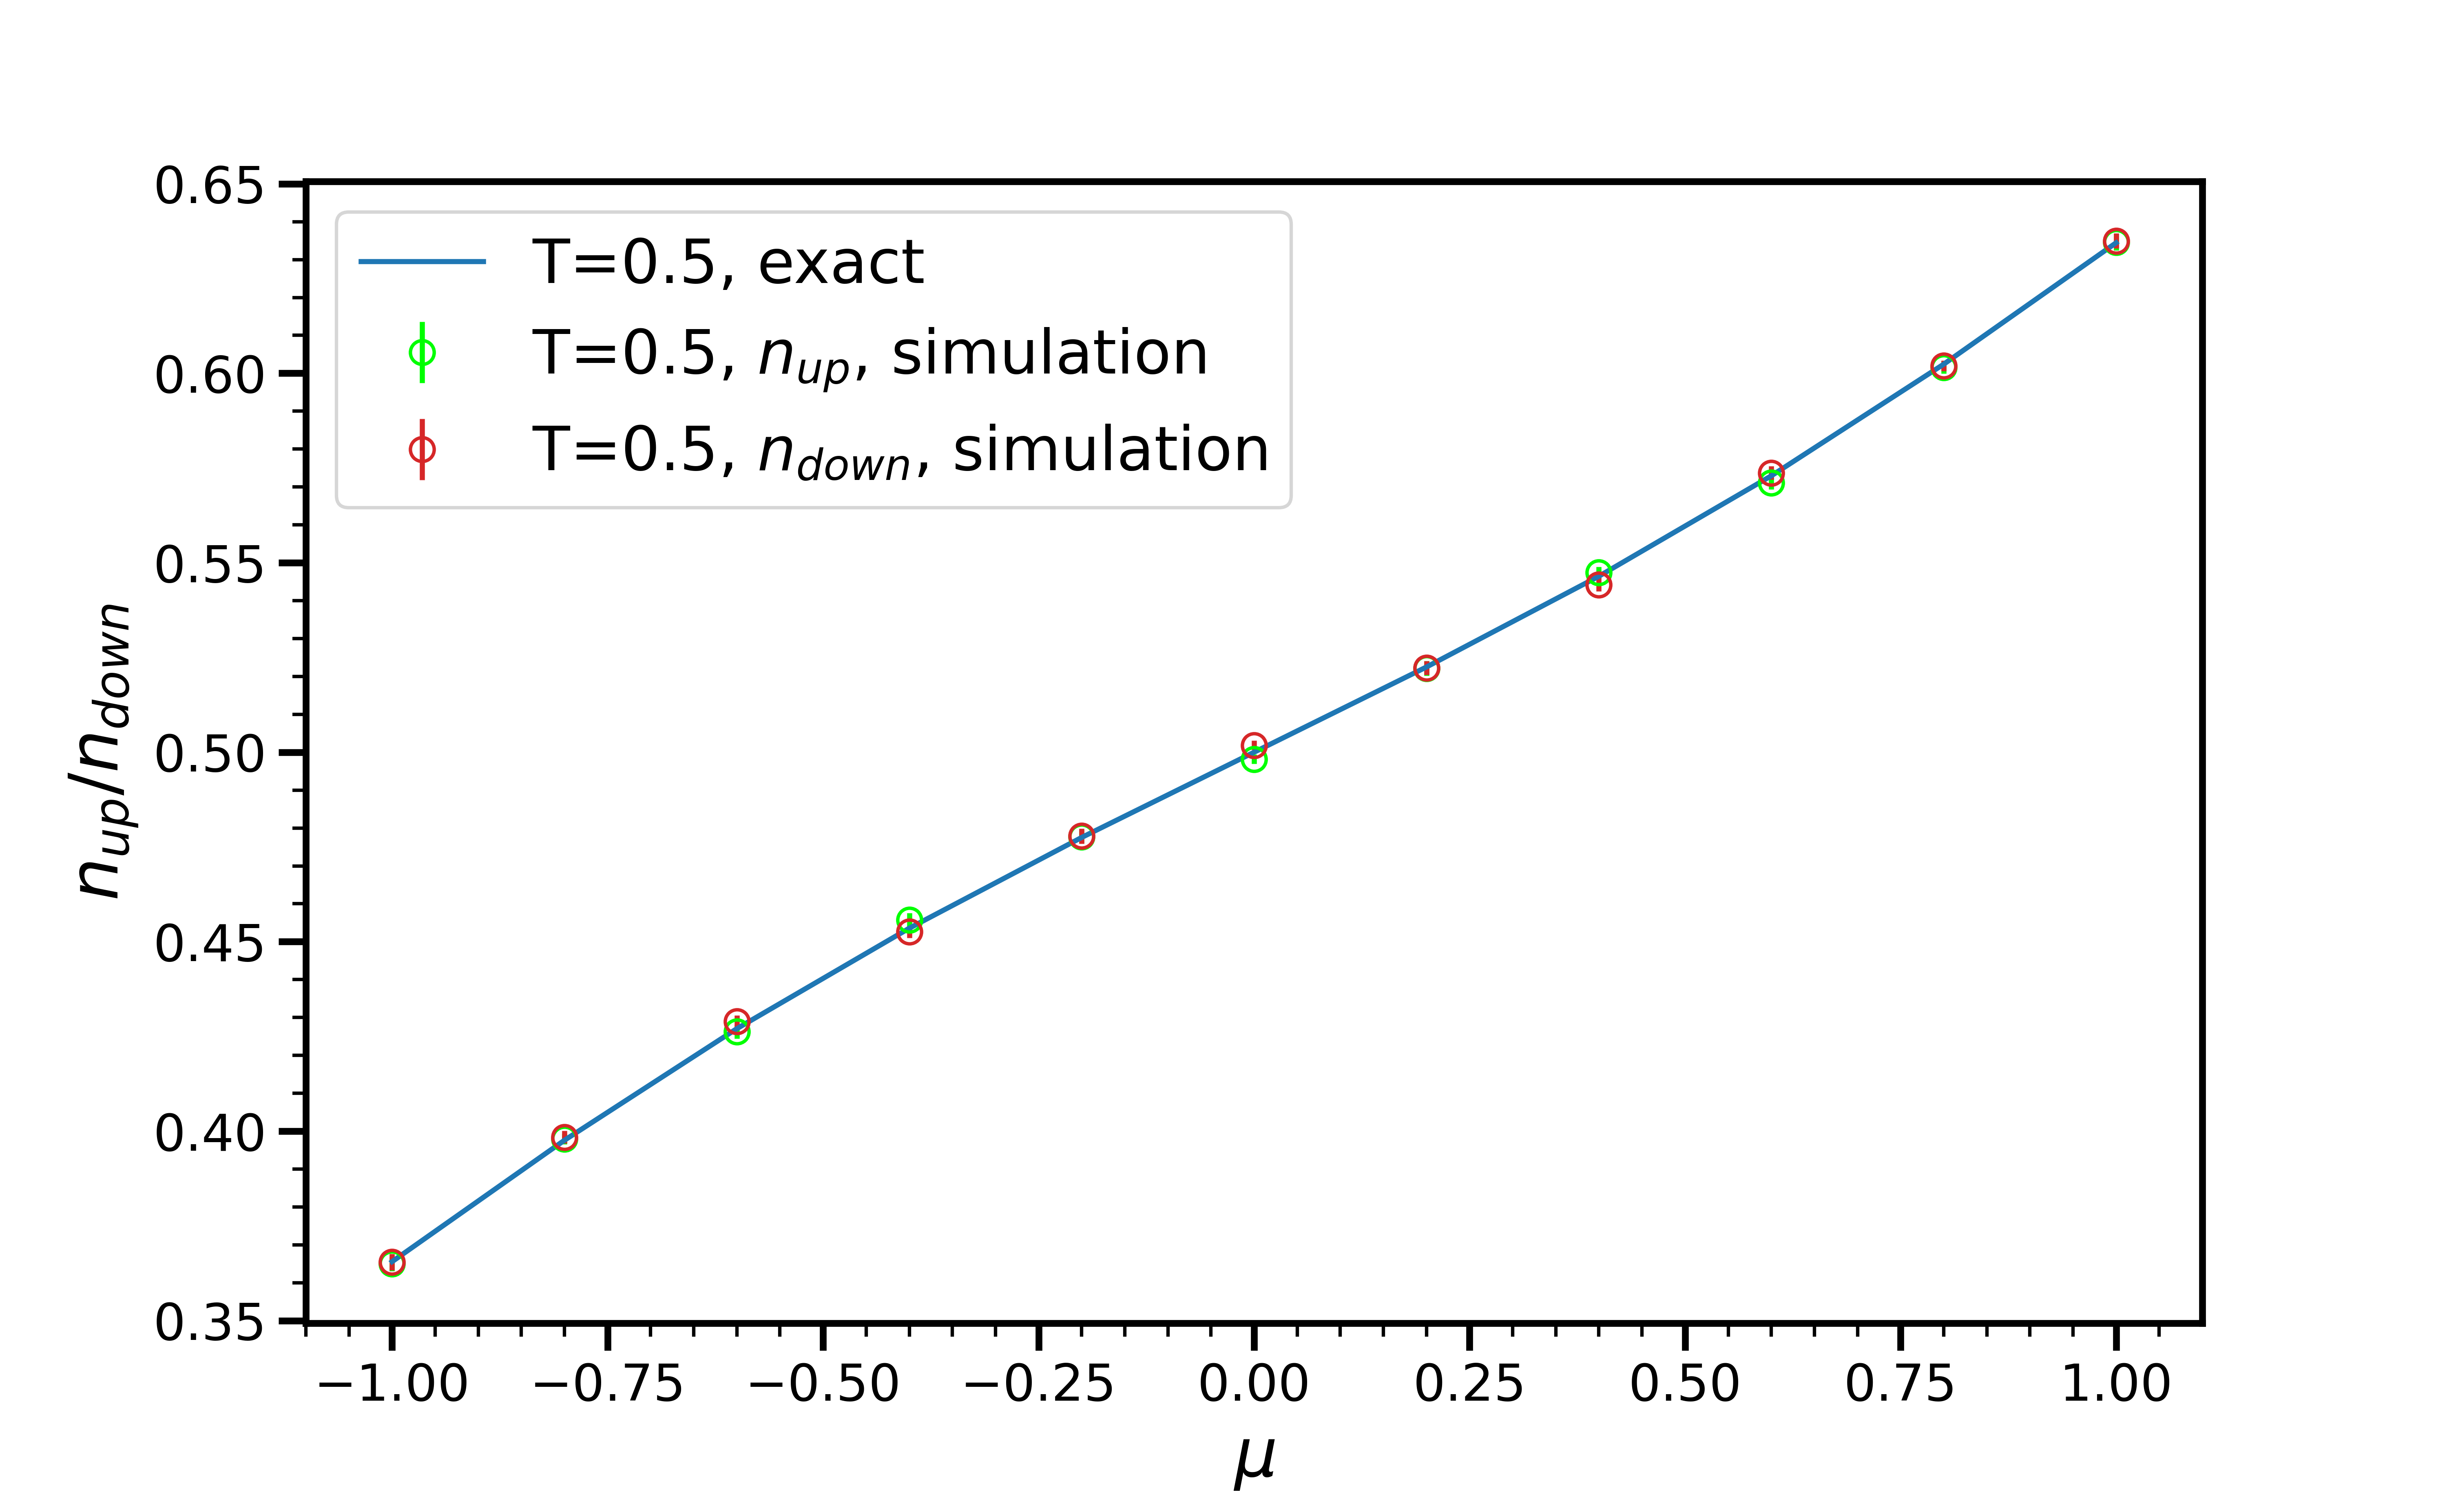 0.65
0.60
0.55
0.50
0.45
0.40
0.35
n_up/n_down
T=0.5, exact
T=0.5, n_up, simulation
T=0.5, n_down, simulation
−1.00 −0.75 −0.50 −0.25 0.00 0.25 0.50 0.75 1.00
μ